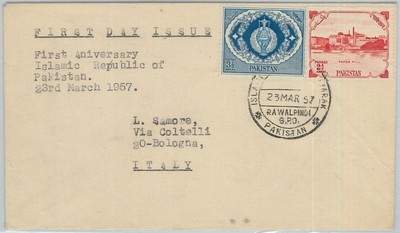 FIRST DAY ISSUE
First Aniversary
Islamic Republic of
Pakistan.
23rd March 1957.
L. Samore,
Via Coltelli
20-Bologna,
ITALY
PAKISTAN
PAKISTAN
23 MAR 57
RAWALPINDI
G.P.O.
PAKISTAN